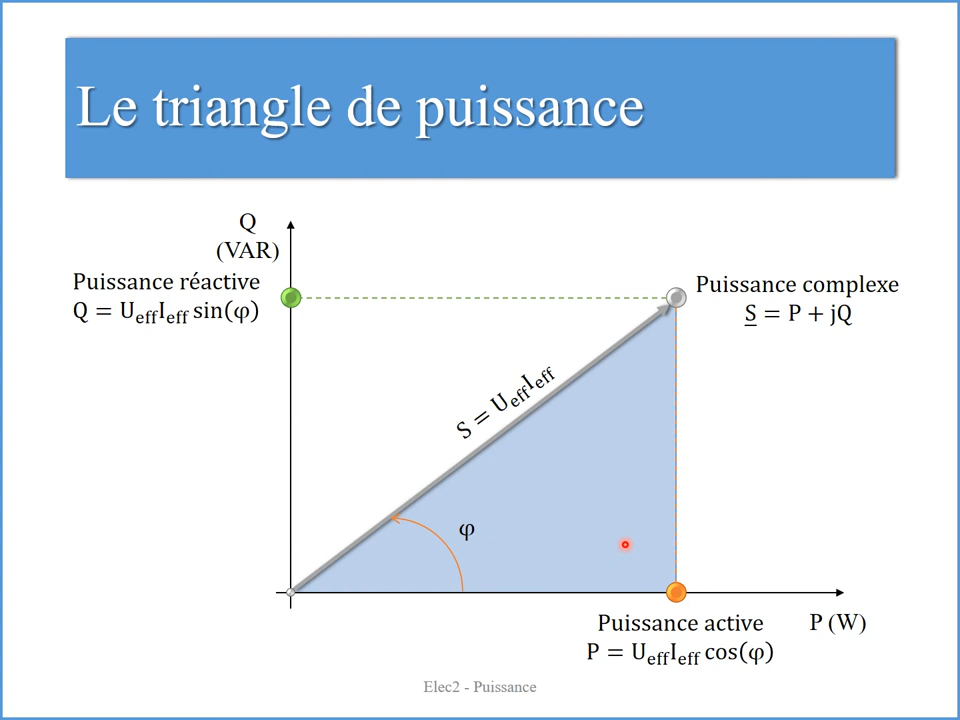 Le triangle de puissance
Q
(VAR)
Puissance réactive
Q = U_eff I_eff sin(φ)
Puissance complexe
S = P + jQ
S = U_eff I_eff
φ
Puissance active
P = U_eff I_eff cos(φ)
P (W)
Elec2 - Puissance